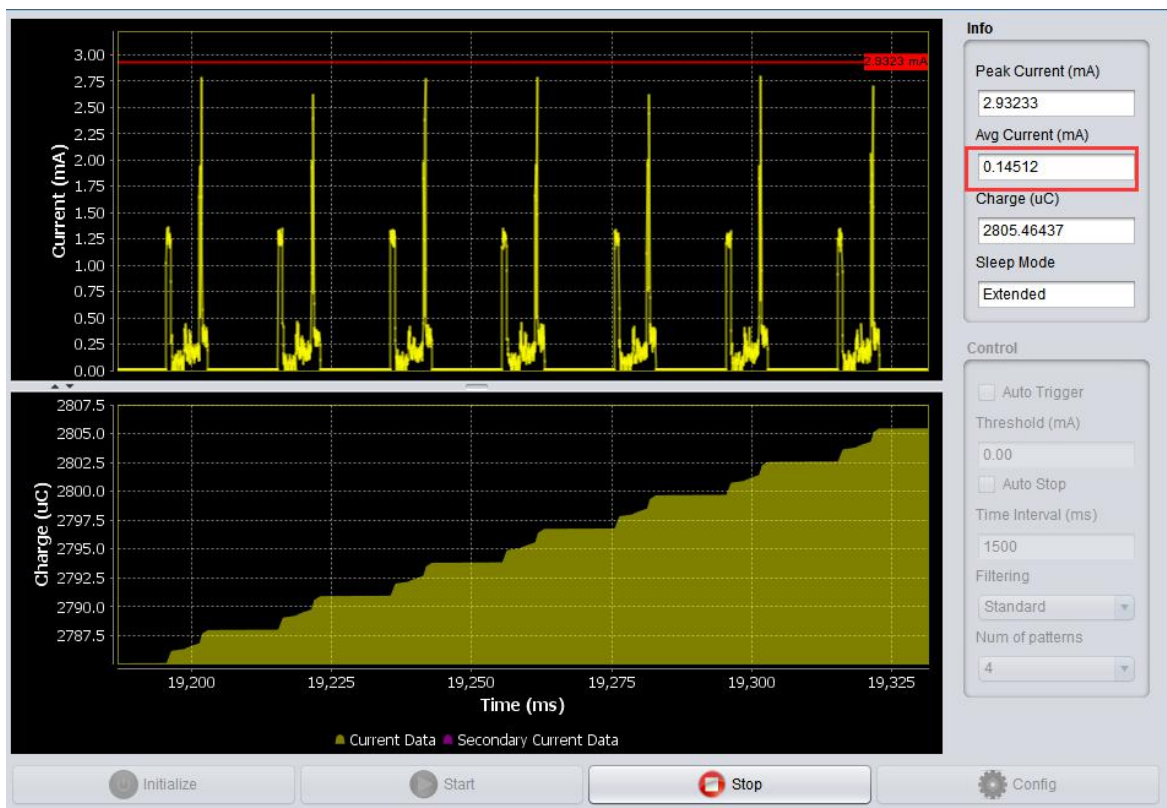 3.00
2.75
2.50
2.25
2.00
1.75
1.50
1.25
1.00
0.75
0.50
0.25
0.00
Current (mA)
2.9323 mA
2807.5
2805.0
2802.5
2800.0
2797.5
2795.0
2792.5
2790.0
2787.5
Charge (uC)
19,200 19,225 19,250 19,275 19,300 19,325
Time (ms)
Current Data Secondary Current Data
Info
Peak Current (mA)
2.93233
Avg Current (mA)
0.14512
Charge (uC)
2805.46437
Sleep Mode
Extended
Control
Auto Trigger
Threshold (mA)
0.00
Auto Stop
Time Interval (ms)
1500
Filtering
Standard
Num of patterns
4
Initialize Start Stop Config